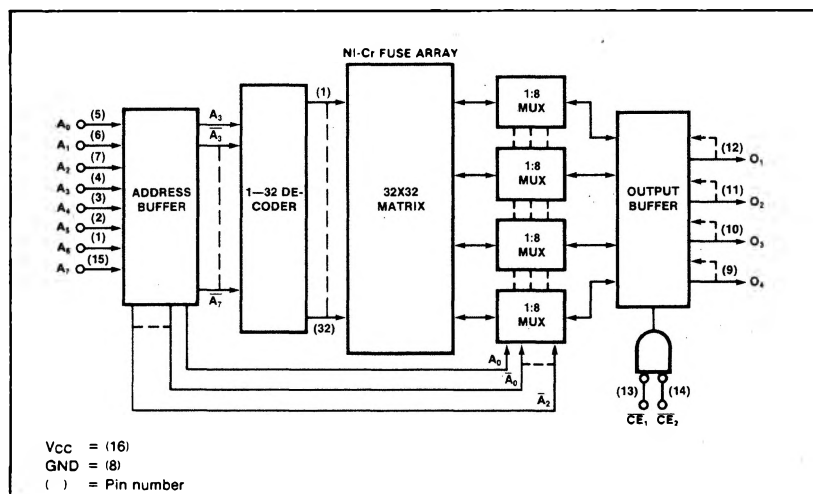 NI-Cr FUSE ARRAY
A₀ (5)
A₁ (6)
A₂ (7)
A₃ (4)
A₄ (3)
A₅ (2)
A₆ (1)
A₇ (15)
ADDRESS
BUFFER
A₃
A̅₃
A̅₇
1—32 DE-
CODER
(1)
(32)
32X32
MATRIX
1:8
MUX
1:8
MUX
1:8
MUX
1:8
MUX
A₀
A̅₀
A̅₂
OUTPUT
BUFFER
(12) O₁
(11) O₂
(10) O₃
(9) O₄
(13) (14)
C̅E̅₁ C̅E̅₂
VCC = (16)
GND = (8)
( ) = Pin number